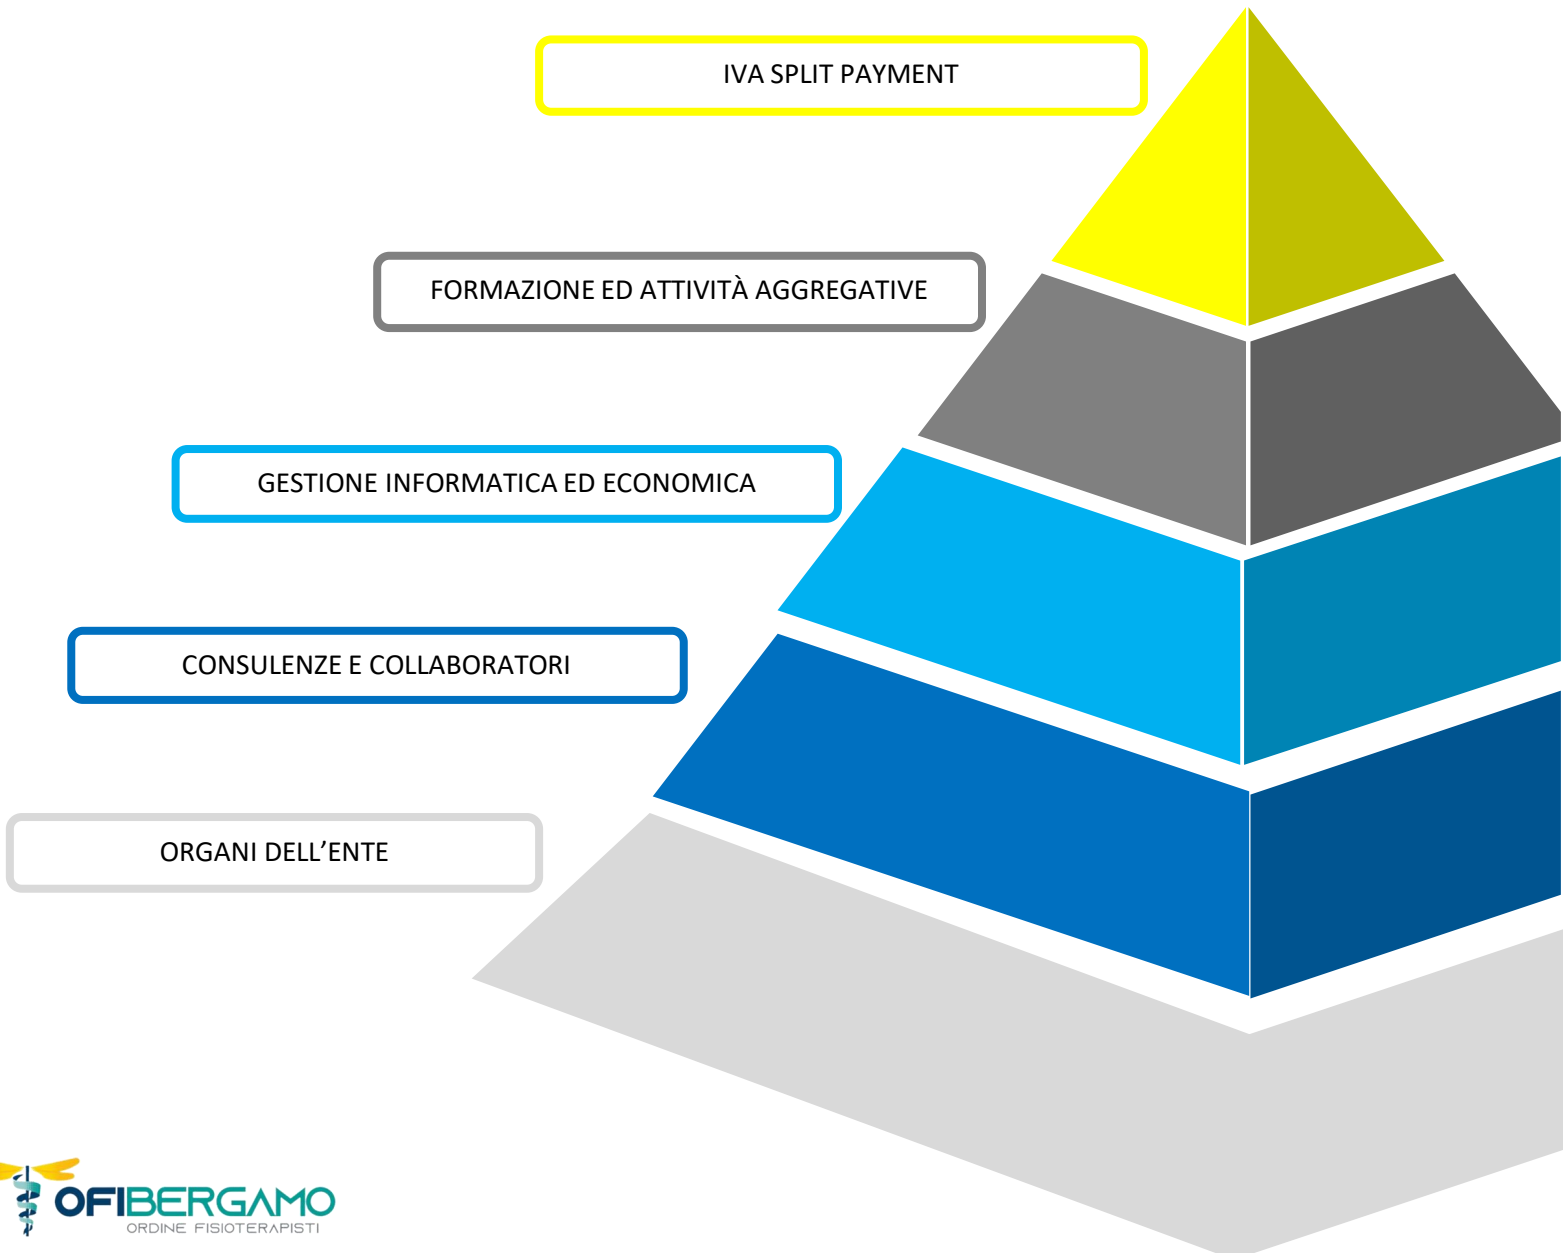 IVA SPLIT PAYMENT
FORMAZIONE ED ATTIVITÀ AGGREGATIVE
GESTIONE INFORMATICA ED ECONOMICA
CONSULENZE E COLLABORATORI
ORGANI DELL’ENTE
OFIBERGAMO
ORDINE FISIOTERAPISTI